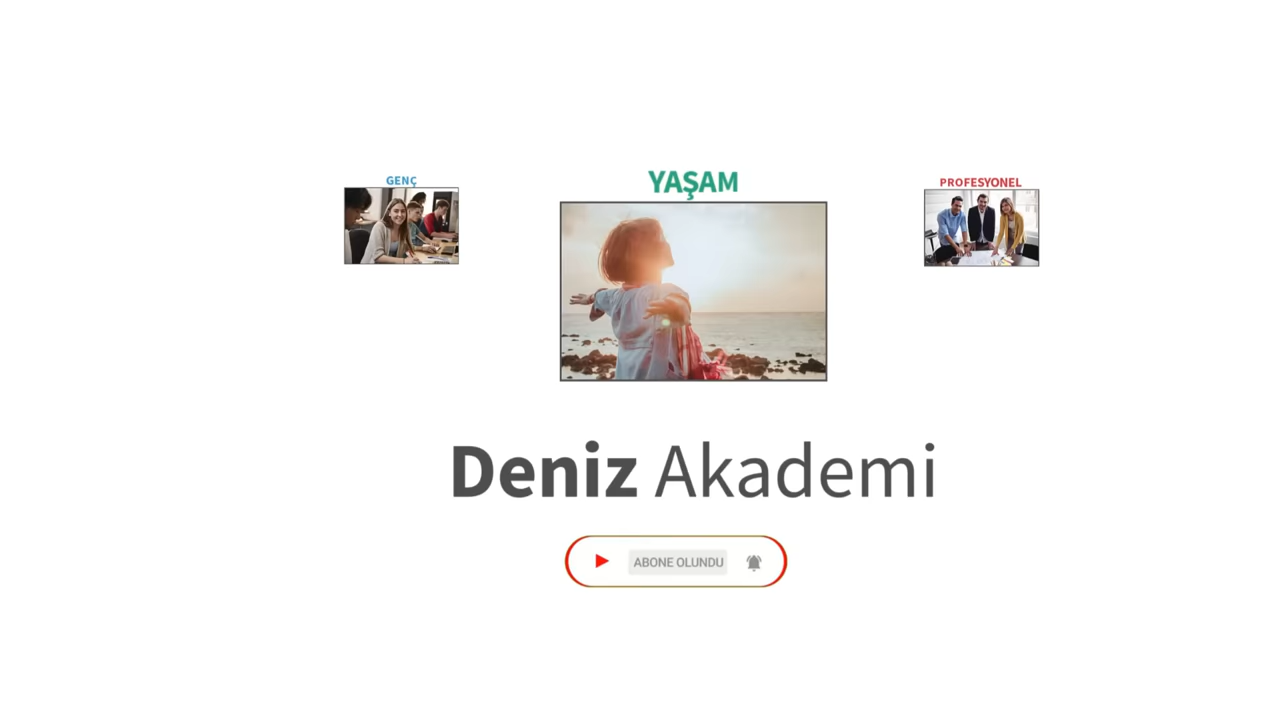 GENÇ
YAŞAM
PROFESYONEL
Deniz Akademi
ABONE OLUNDU